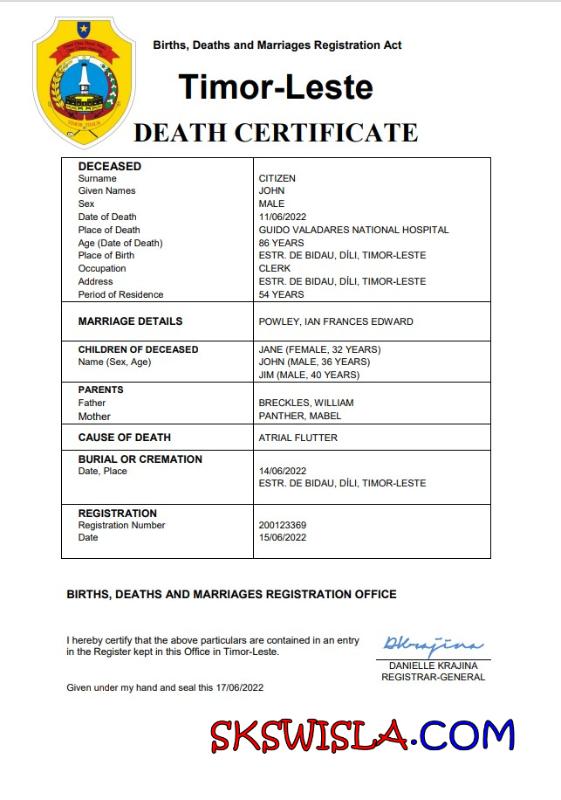 Births, Deaths and Marriages Registration Act
Timor-Leste
DEATH CERTIFICATE
DECEASED
Surname CITIZEN
Given Names JOHN
Sex MALE
Date of Death 11/06/2022
Place of Death GUIDO VALADARES NATIONAL HOSPITAL
Age (Date of Death) 86 YEARS
Place of Birth ESTR. DE BIDAU, DÍLI, TIMOR-LESTE
Occupation CLERK
Address ESTR. DE BIDAU, DÍLI, TIMOR-LESTE
Period of Residence 54 YEARS
MARRIAGE DETAILS POWLEY, IAN FRANCES EDWARD
CHILDREN OF DECEASED JANE (FEMALE, 32 YEARS)
Name (Sex, Age) JOHN (MALE, 36 YEARS)
JIM (MALE, 40 YEARS)
PARENTS
Father BRECKLES, WILLIAM
Mother PANTHER, MABEL
CAUSE OF DEATH ATRIAL FLUTTER
BURIAL OR CREMATION
Date, Place 14/06/2022
ESTR. DE BIDAU, DÍLI, TIMOR-LESTE
REGISTRATION
Registration Number 200123369
Date 15/06/2022
BIRTHS, DEATHS AND MARRIAGES REGISTRATION OFFICE
I hereby certify that the above particulars are contained in an entry
in the Register kept in this Office in Timor-Leste.
DKrajina
DANIELLE KRAJINA
REGISTRAR-GENERAL
Given under my hand and seal this 17/06/2022
SKSWISLA.COM